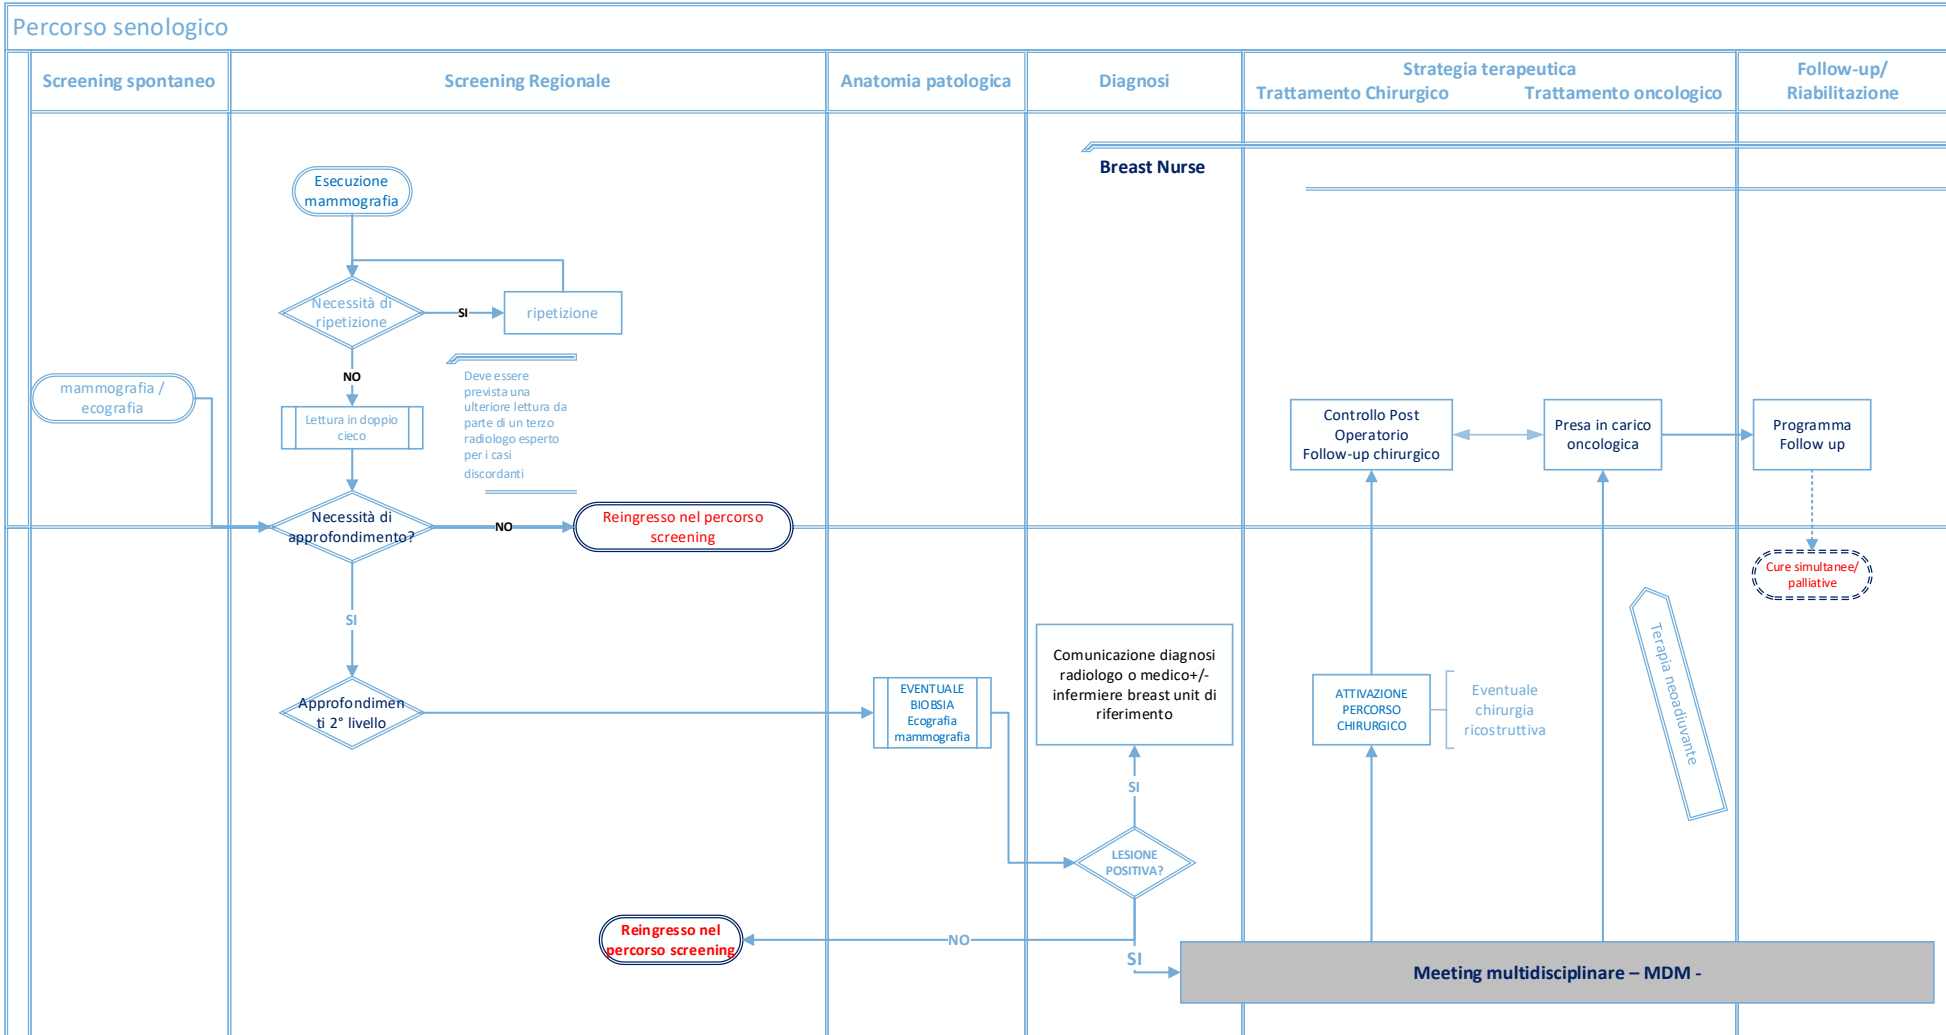 Percorso senologico
Screening spontaneo
Screening Regionale
Anatomia patologica
Diagnosi
Strategia terapeutica
Trattamento Chirurgico
Trattamento oncologico
Follow-up/
Riabilitazione
Breast Nurse
Esecuzione
mammografia
Necessità di
ripetizione
SI
ripetizione
NO
Deve essere
prevista una
ulteriore lettura da
parte di un terzo
radiologo esperto
per i casi
discordanti
mammografia /
ecografia
Lettura in doppio
cieco
Necessità di
approfondimento?
NO
Reingresso nel percorso
screening
SI
Approfondimen
ti 2° livello
EVENTUALE
BIOBSIA
Ecografia
mammografia
Comunicazione diagnosi
radiologo o medico+/-
infermiere breast unit di
riferimento
SI
LESIONE
POSITIVA?
NO
Reingresso nel
percorso screening
SI
Controllo Post
Operatorio
Follow-up chirurgico
Presa in carico
oncologica
Programma
Follow up
Cure simultanee/
palliative
ATTIVAZIONE
PERCORSO
CHIRURGICO
Eventuale
chirurgia
ricostruttiva
Terapia neoadiuvante
Meeting multidisciplinare – MDM -